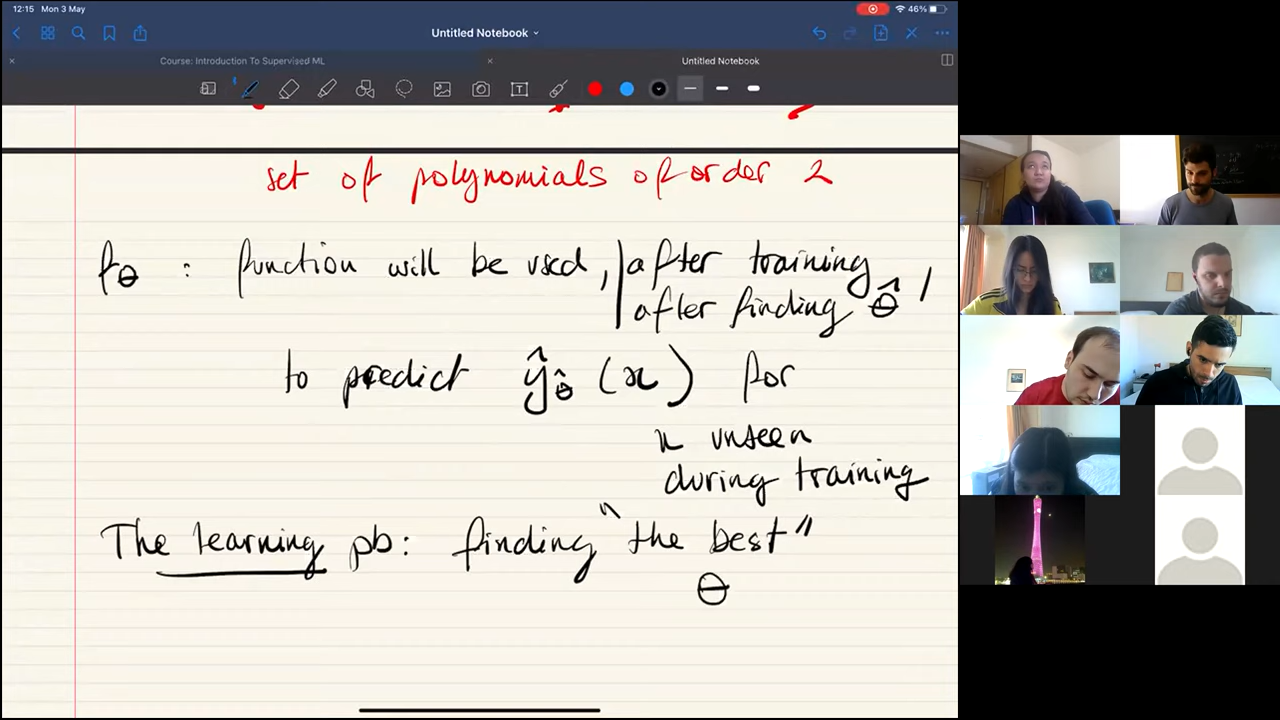 12:15 Mon 3 May
46%
Untitled Notebook
Course: Introduction To Supervised ML
Untitled Notebook
set of polynomials of order 2
fθ : function will be used, | after training
| after finding θ̂ /
to predict ŷθ̂ (x) for
x unseen
during training
The learning pb: finding "the best"
θ